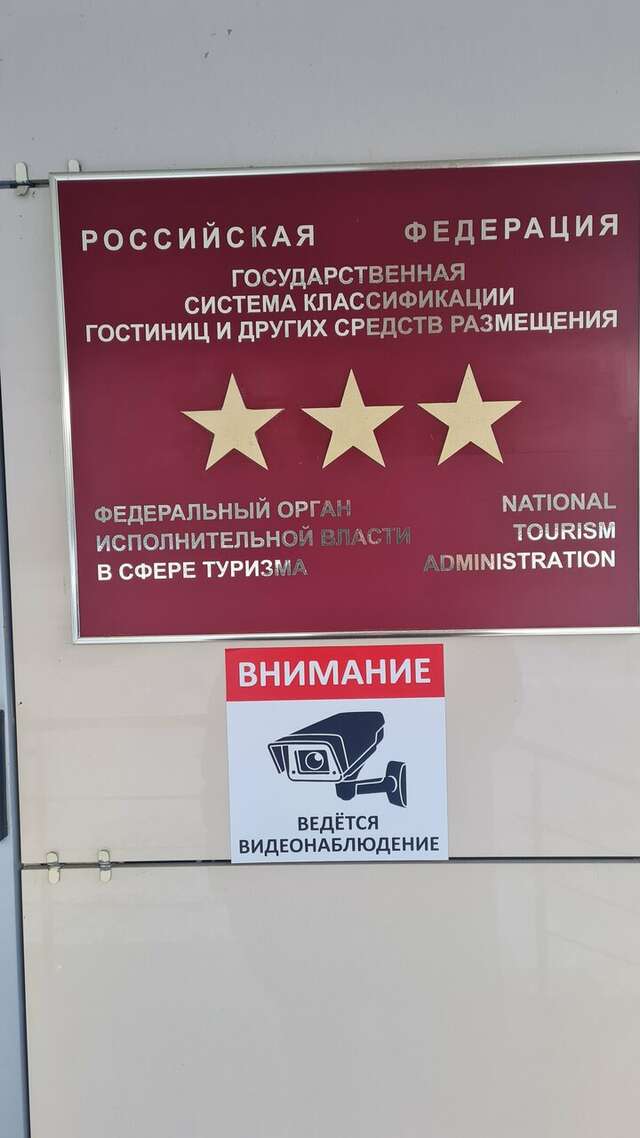 РОССИЙСКАЯ ФЕДЕРАЦИЯ
ГОСУДАРСТВЕННАЯ
СИСТЕМА КЛАССИФИКАЦИИ
ГОСТИНИЦ И ДРУГИХ СРЕДСТВ РАЗМЕЩЕНИЯ
ФЕДЕРАЛЬНЫЙ ОРГАН
ИСПОЛНИТЕЛЬНОЙ ВЛАСТИ
В СФЕРЕ ТУРИЗМА
NATIONAL
TOURISM
ADMINISTRATION
ВНИМАНИЕ
ВЕДЁТСЯ
ВИДЕОНАБЛЮДЕНИЕ